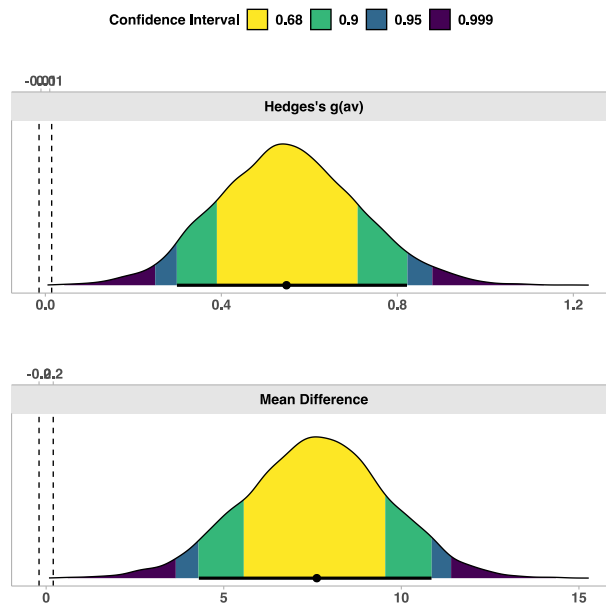 Confidence Interval 0.68 0.9 0.95 0.999
Hedges's g(av)
0.0 0.4 0.8 1.2
Mean Difference
0 5 10 15